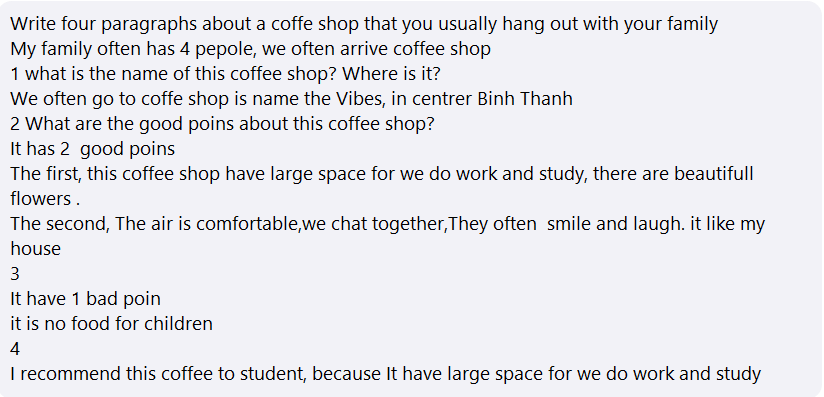 Write four paragraphs about a coffe shop that you usually hang out with your family
My family often has 4 pepole, we often arrive coffee shop
1 what is the name of this coffee shop? Where is it?
We often go to coffe shop is name the Vibes, in centrer Binh Thanh
2 What are the good poins about this coffee shop?
It has 2  good poins
The first, this coffee shop have large space for we do work and study, there are beautifull
flowers .
The second, The air is comfortable,we chat together,They often  smile and laugh. it like my
house
3
It have 1 bad poin
it is no food for children
4
I recommend this coffee to student, because It have large space for we do work and study